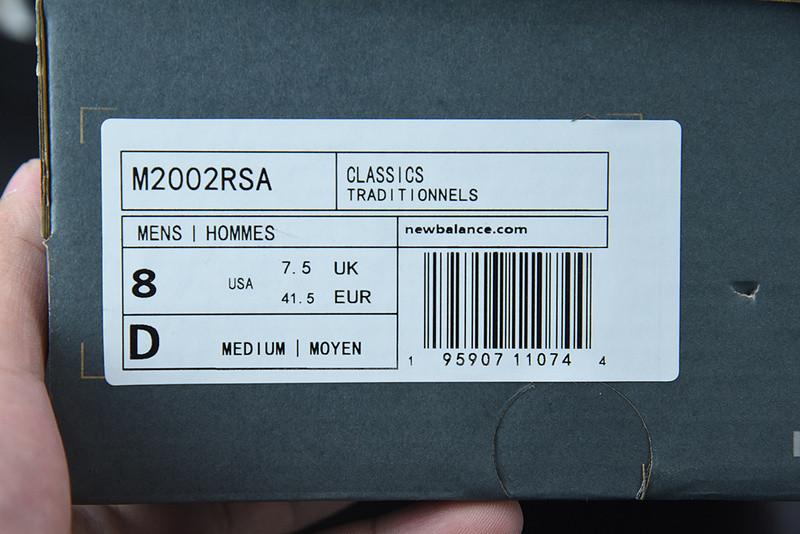 M2002RSA
CLASSICS
TRADITIONNELS
MENS | HOMMES
newbalance.com
8 USA 7.5 UK
41.5 EUR
D MEDIUM | MOYEN
1 95907 11074 4